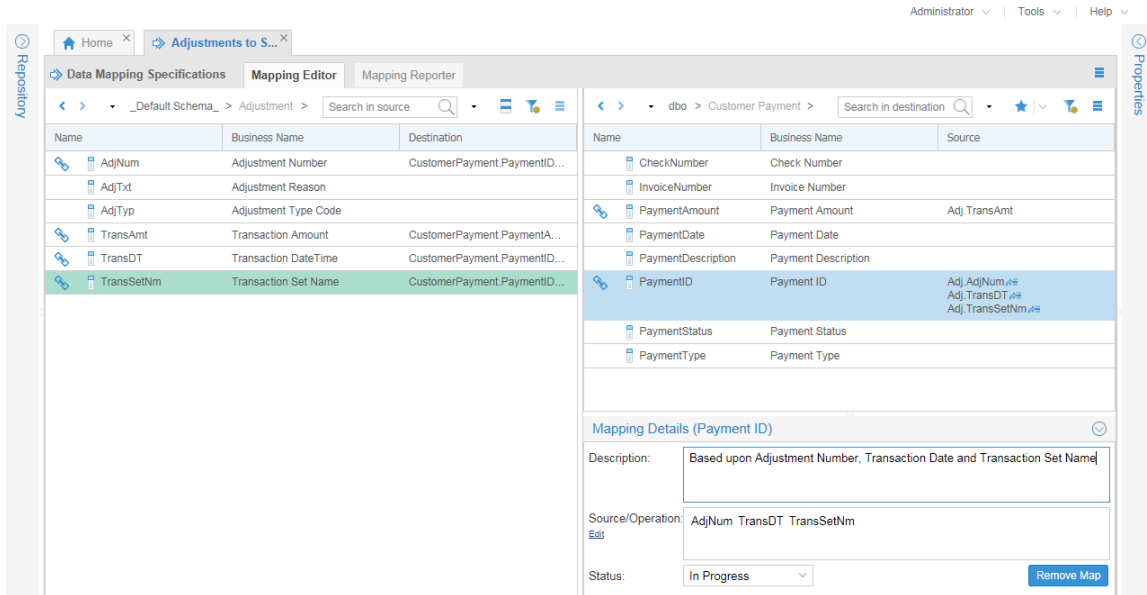 Administrator Tools Help
Repository
Home Adjustments to S...
Data Mapping Specifications Mapping Editor Mapping Reporter
_Default Schema_ > Adjustment > Search in source
Name Business Name Destination
AdjNum Adjustment Number CustomerPayment.PaymentID...
AdjTxt Adjustment Reason
AdjTyp Adjustment Type Code
TransAmt Transaction Amount CustomerPayment.PaymentA...
TransDT Transaction DateTime CustomerPayment.PaymentID...
TransSetNm Transaction Set Name CustomerPayment.PaymentID...
dbo > Customer Payment > Search in destination
Name Business Name Source
CheckNumber Check Number
InvoiceNumber Invoice Number
PaymentAmount Payment Amount Adj.TransAmt
PaymentDate Payment Date
PaymentDescription Payment Description
PaymentID Payment ID Adj.AdjNum
Adj.TransDT
Adj.TransSetNm
PaymentStatus Payment Status
PaymentType Payment Type
Mapping Details (Payment ID)
Description: Based upon Adjustment Number, Transaction Date and Transaction Set Name
Source/Operation: AdjNum TransDT TransSetNm
Edit
Status: In Progress Remove Map
Properties